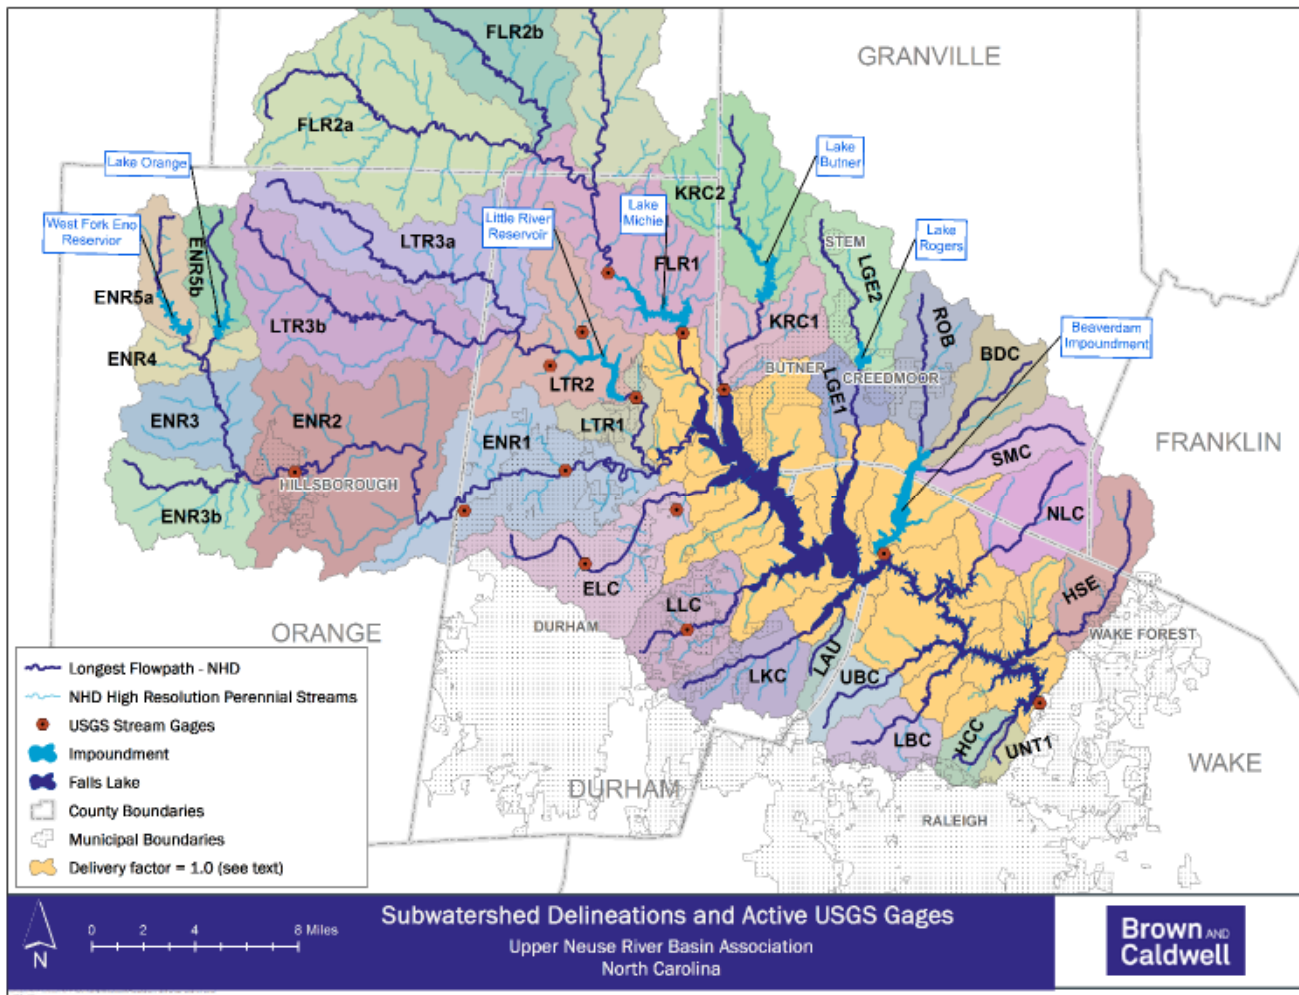 FLR2b
GRANVILLE
FLR2a
Lake Orange
Lake
Butner
KRC2
Lake
Michie
West Fork Eno
Reservior
Little River
Reservoir
Lake
Rogers
STEM
LTR3a
ENR5b
FLR1
LGE2
ENR5a
LTR3b
KRC1
ROB
Beaverdam
Impoundment
ENR4
BDC
BUTNER
CREEDMOOR
LTR2
LGE1
ENR3
ENR2
LTR1
ENR1
FRANKLIN
SMC
HILLSBOROUGH
NLC
ENR3b
ELC
HSE
LLC
DURHAM
ORANGE
WAKE FOREST
LAU
LKC
UBC
LBC
HCC
UNT1
WAKE
DURHAM
RALEIGH
Longest Flowpath - NHD
NHD High Resolution Perennial Streams
USGS Stream Gages
Impoundment
Falls Lake
County Boundaries
Municipal Boundaries
Delivery factor = 1.0 (see text)
N
0 2 4 8 Miles
Subwatershed Delineations and Active USGS Gages
Upper Neuse River Basin Association
North Carolina
Brown AND
Caldwell